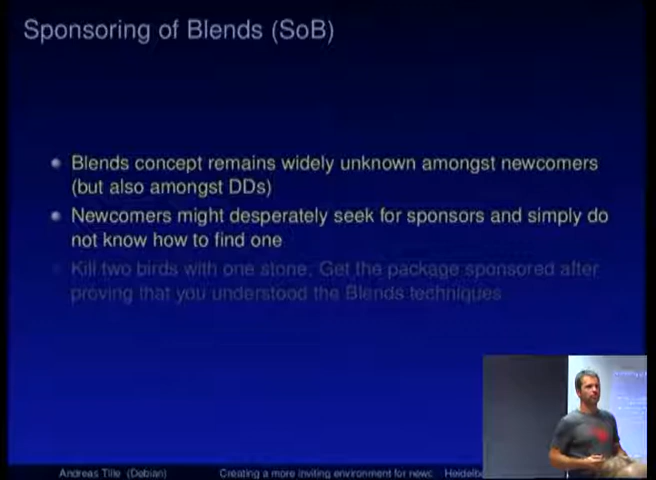 Sponsoring of Blends (SoB)
Blends concept remains widely unknown amongst newcomers
(but also amongst DDs)
Newcomers might desperately seek for sponsors and simply do
not know how to find one
Kill two birds with one stone. Get the package sponsored after
proving that you understood the Blends techniques
Andreas Tille (Debian) Creating a more inviting environment for newc Heidelbe